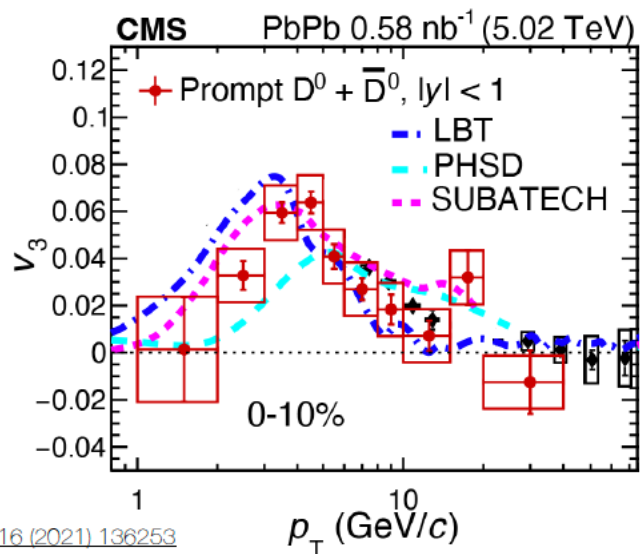 CMS PbPb 0.58 nb⁻¹ (5.02 TeV)
0.12
0.1
0.08
0.06
0.04
0.02
0
−0.02
−0.04
v₃
Prompt D⁰ + D̅⁰, |y| < 1
LBT
PHSD
SUBATECH
0-10%
1 10
p_T (GeV/c)
16 (2021) 136253